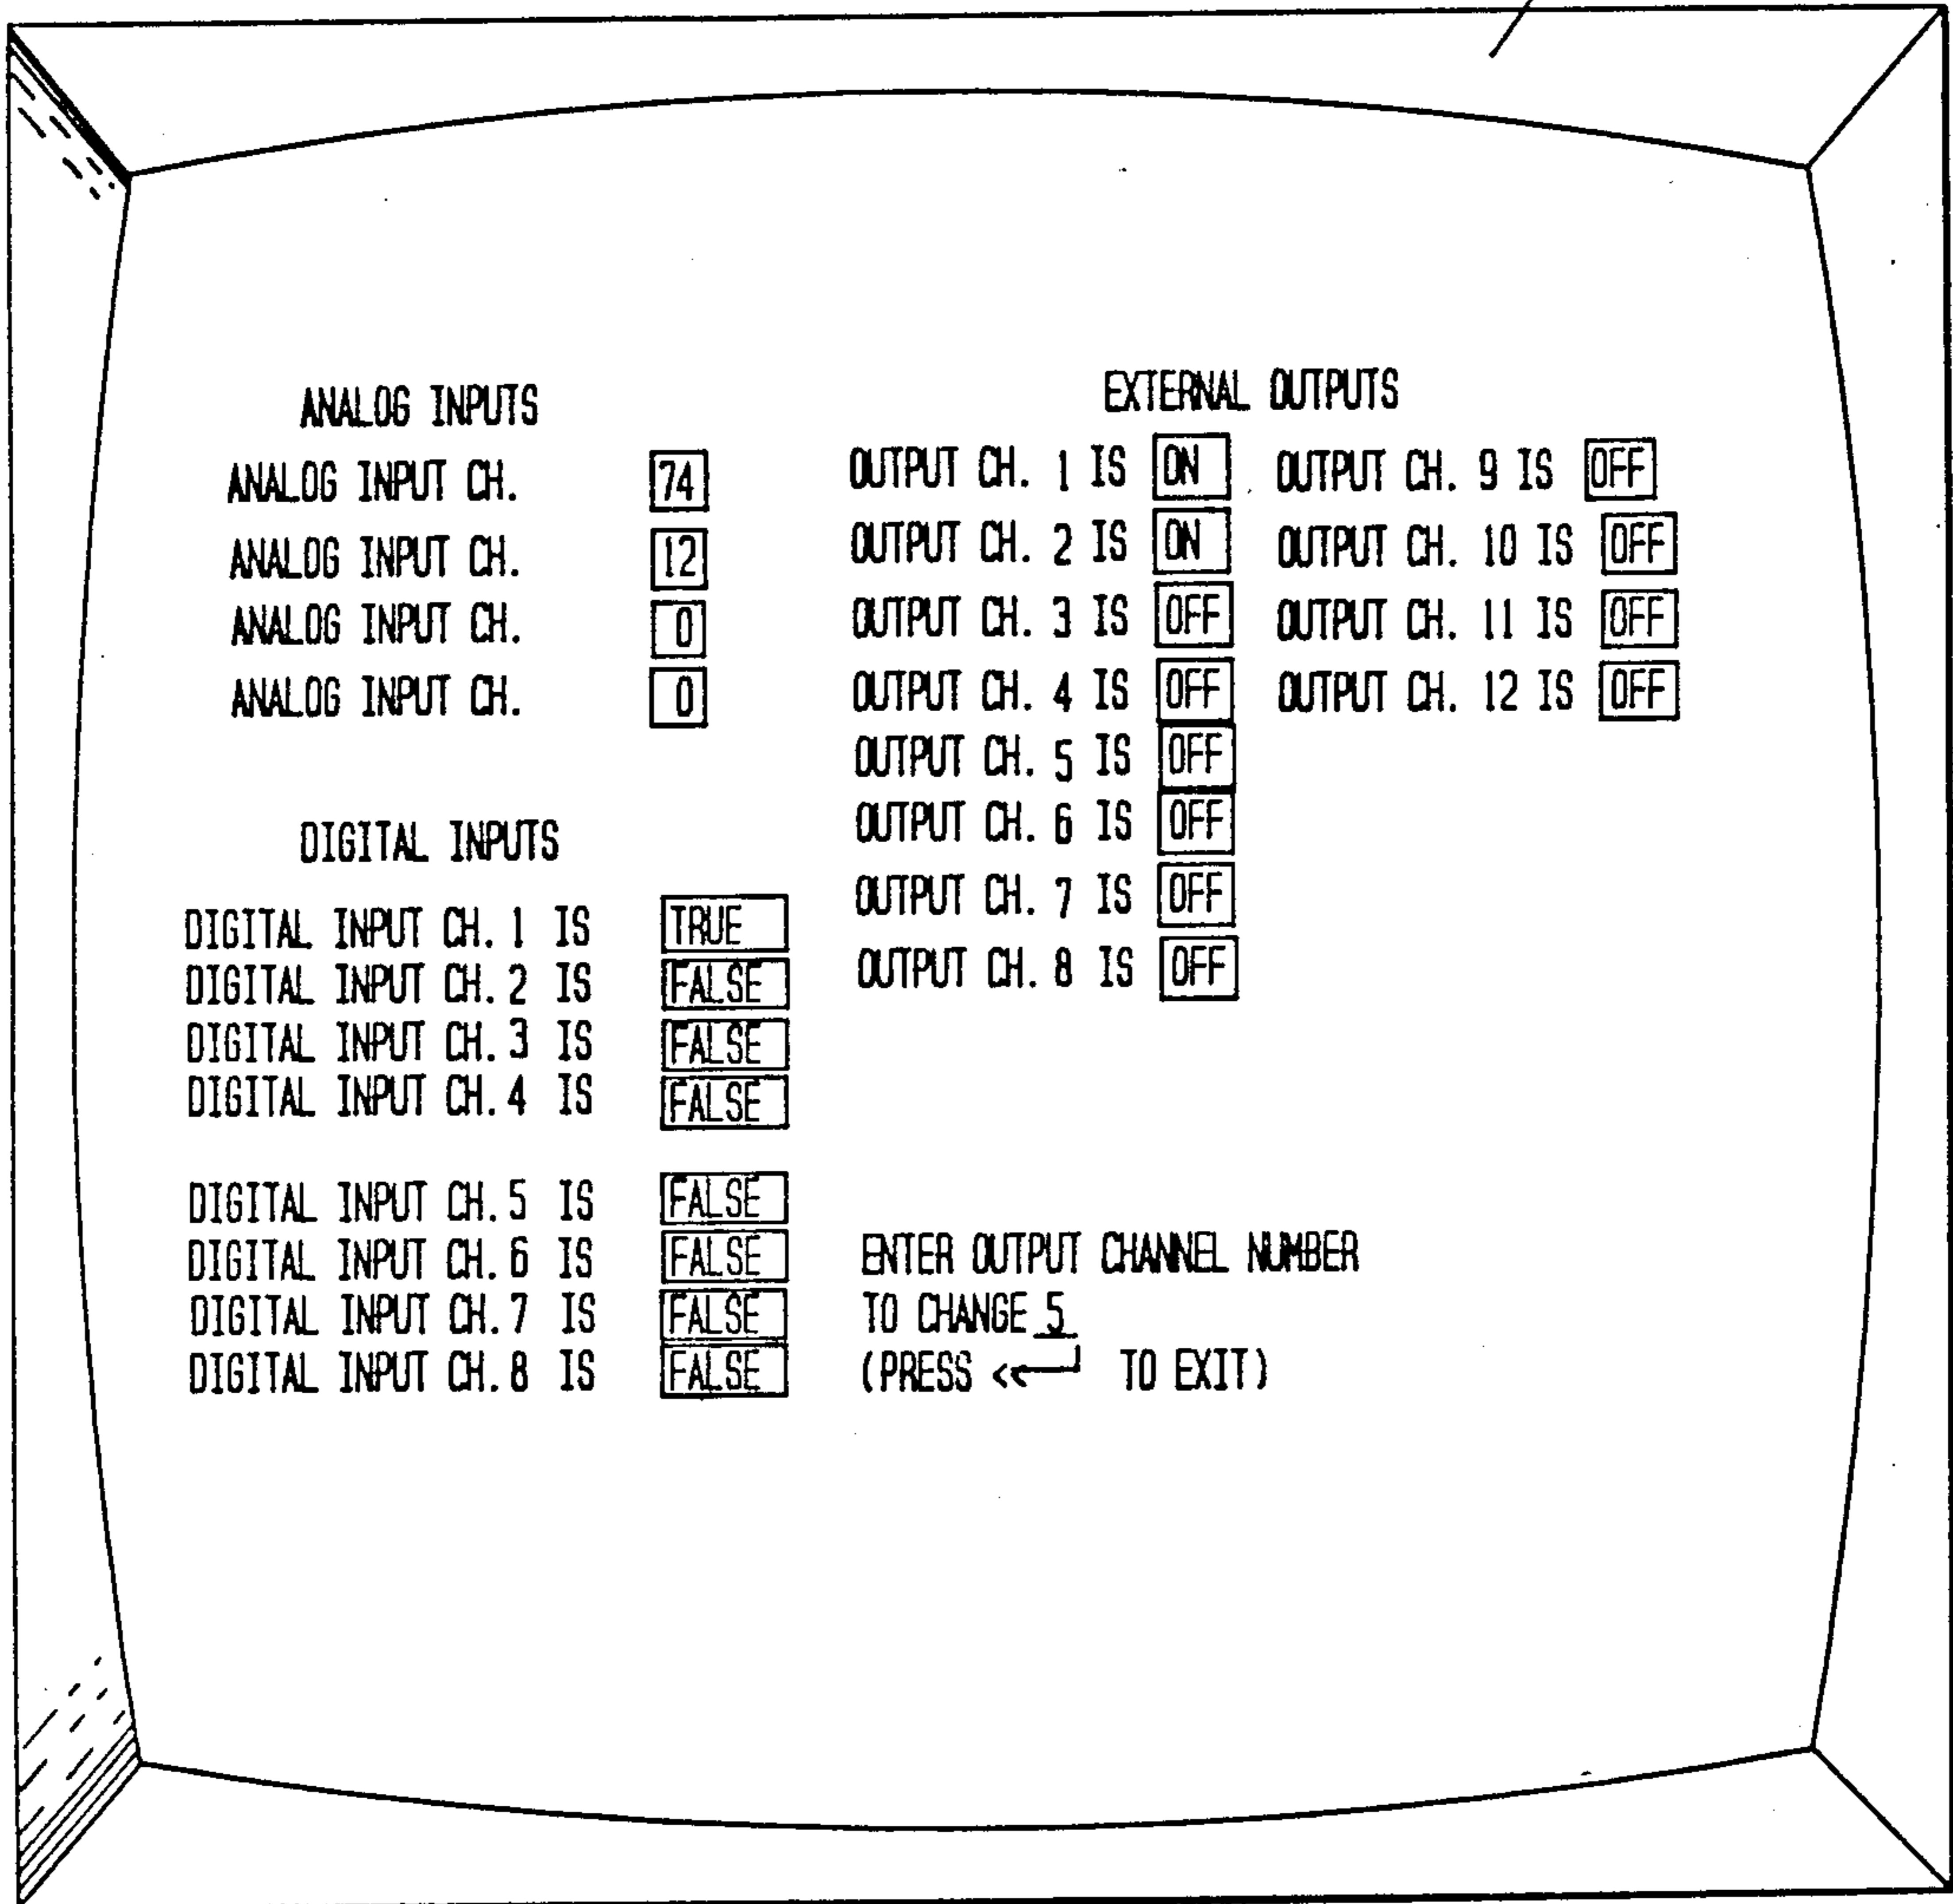 ANALOG INPUTS
ANALOG INPUT CH. 74
ANALOG INPUT CH. 12
ANALOG INPUT CH. 0
ANALOG INPUT CH. 0
DIGITAL INPUTS
DIGITAL INPUT CH. 1 IS TRUE
DIGITAL INPUT CH. 2 IS FALSE
DIGITAL INPUT CH. 3 IS FALSE
DIGITAL INPUT CH. 4 IS FALSE
DIGITAL INPUT CH. 5 IS FALSE
DIGITAL INPUT CH. 6 IS FALSE
DIGITAL INPUT CH. 7 IS FALSE
DIGITAL INPUT CH. 8 IS FALSE
EXTERNAL OUTPUTS
OUTPUT CH. 1 IS ON
OUTPUT CH. 2 IS ON
OUTPUT CH. 3 IS OFF
OUTPUT CH. 4 IS OFF
OUTPUT CH. 5 IS OFF
OUTPUT CH. 6 IS OFF
OUTPUT CH. 7 IS OFF
OUTPUT CH. 8 IS OFF
OUTPUT CH. 9 IS OFF
OUTPUT CH. 10 IS OFF
OUTPUT CH. 11 IS OFF
OUTPUT CH. 12 IS OFF
ENTER OUTPUT CHANNEL NUMBER
TO CHANGE 5
(PRESS <↵ TO EXIT)